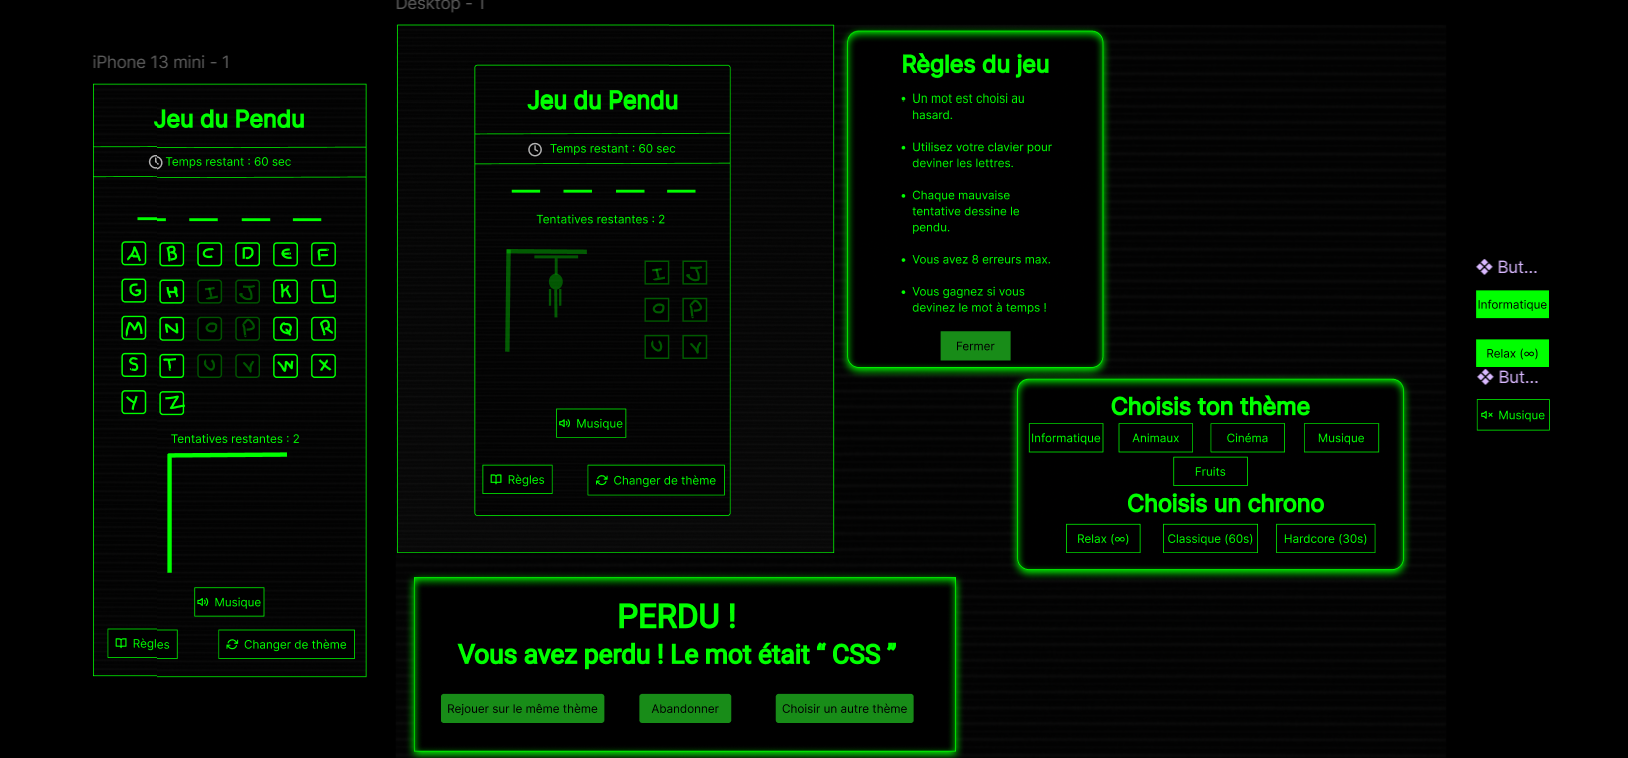 Desktop - 1
iPhone 13 mini - 1
Jeu du Pendu
Temps restant : 60 sec
A B C D E F
G H I J K L
M N O P Q R
S T U V W X
Y Z
Tentatives restantes : 2
Musique
Règles
Changer de thème
Jeu du Pendu
Temps restant : 60 sec
Tentatives restantes : 2
I J
O P
U V
Musique
Règles
Changer de thème
Règles du jeu
• Un mot est choisi au
hasard.
• Utilisez votre clavier pour
deviner les lettres.
• Chaque mauvaise
tentative dessine le
pendu.
• Vous avez 8 erreurs max.
• Vous gagnez si vous
devinez le mot à temps !
Fermer
Choisis ton thème
Informatique
Animaux
Cinéma
Musique
Fruits
Choisis un chrono
Relax (∞)
Classique (60s)
Hardcore (30s)
PERDU !
Vous avez perdu ! Le mot était “ CSS ”
Rejouer sur le même thème
Abandonner
Choisir un autre thème
But...
Informatique
Relax (∞)
But...
Musique